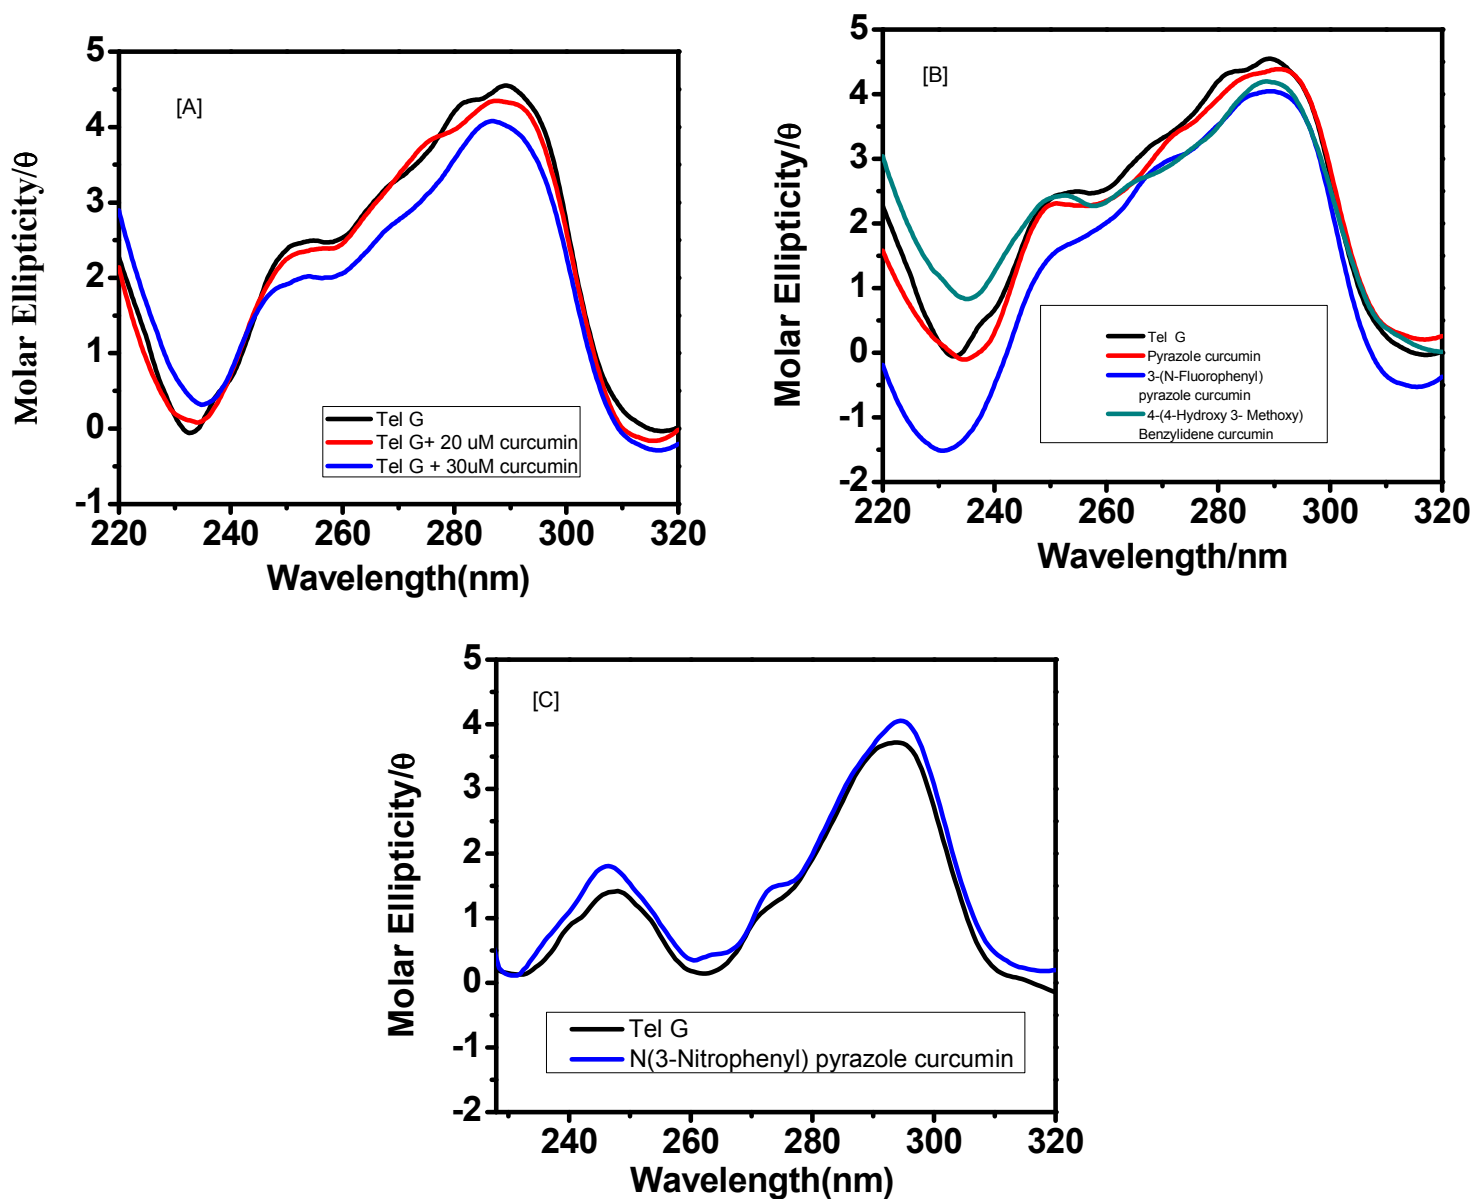 [A]
Molar Ellipticity/θ
5
4
3
2
1
0
-1
Tel G
Tel G+ 20 uM curcumin
Tel G + 30uM curcumin
220 240 260 280 300 320
Wavelength(nm)
[B]
Molar Ellipticity/θ
5
4
3
2
1
0
-1
-2
Tel G
Pyrazole curcumin
3-(N-Fluorophenyl)
pyrazole curcumin
4-(4-Hydroxy 3- Methoxy)
Benzylidene curcumin
220 240 260 280 300 320
Wavelength/nm
[C]
Molar Ellipticity/θ
5
4
3
2
1
0
-1
-2
Tel G
N(3-Nitrophenyl) pyrazole curcumin
240 260 280 300 320
Wavelength(nm)